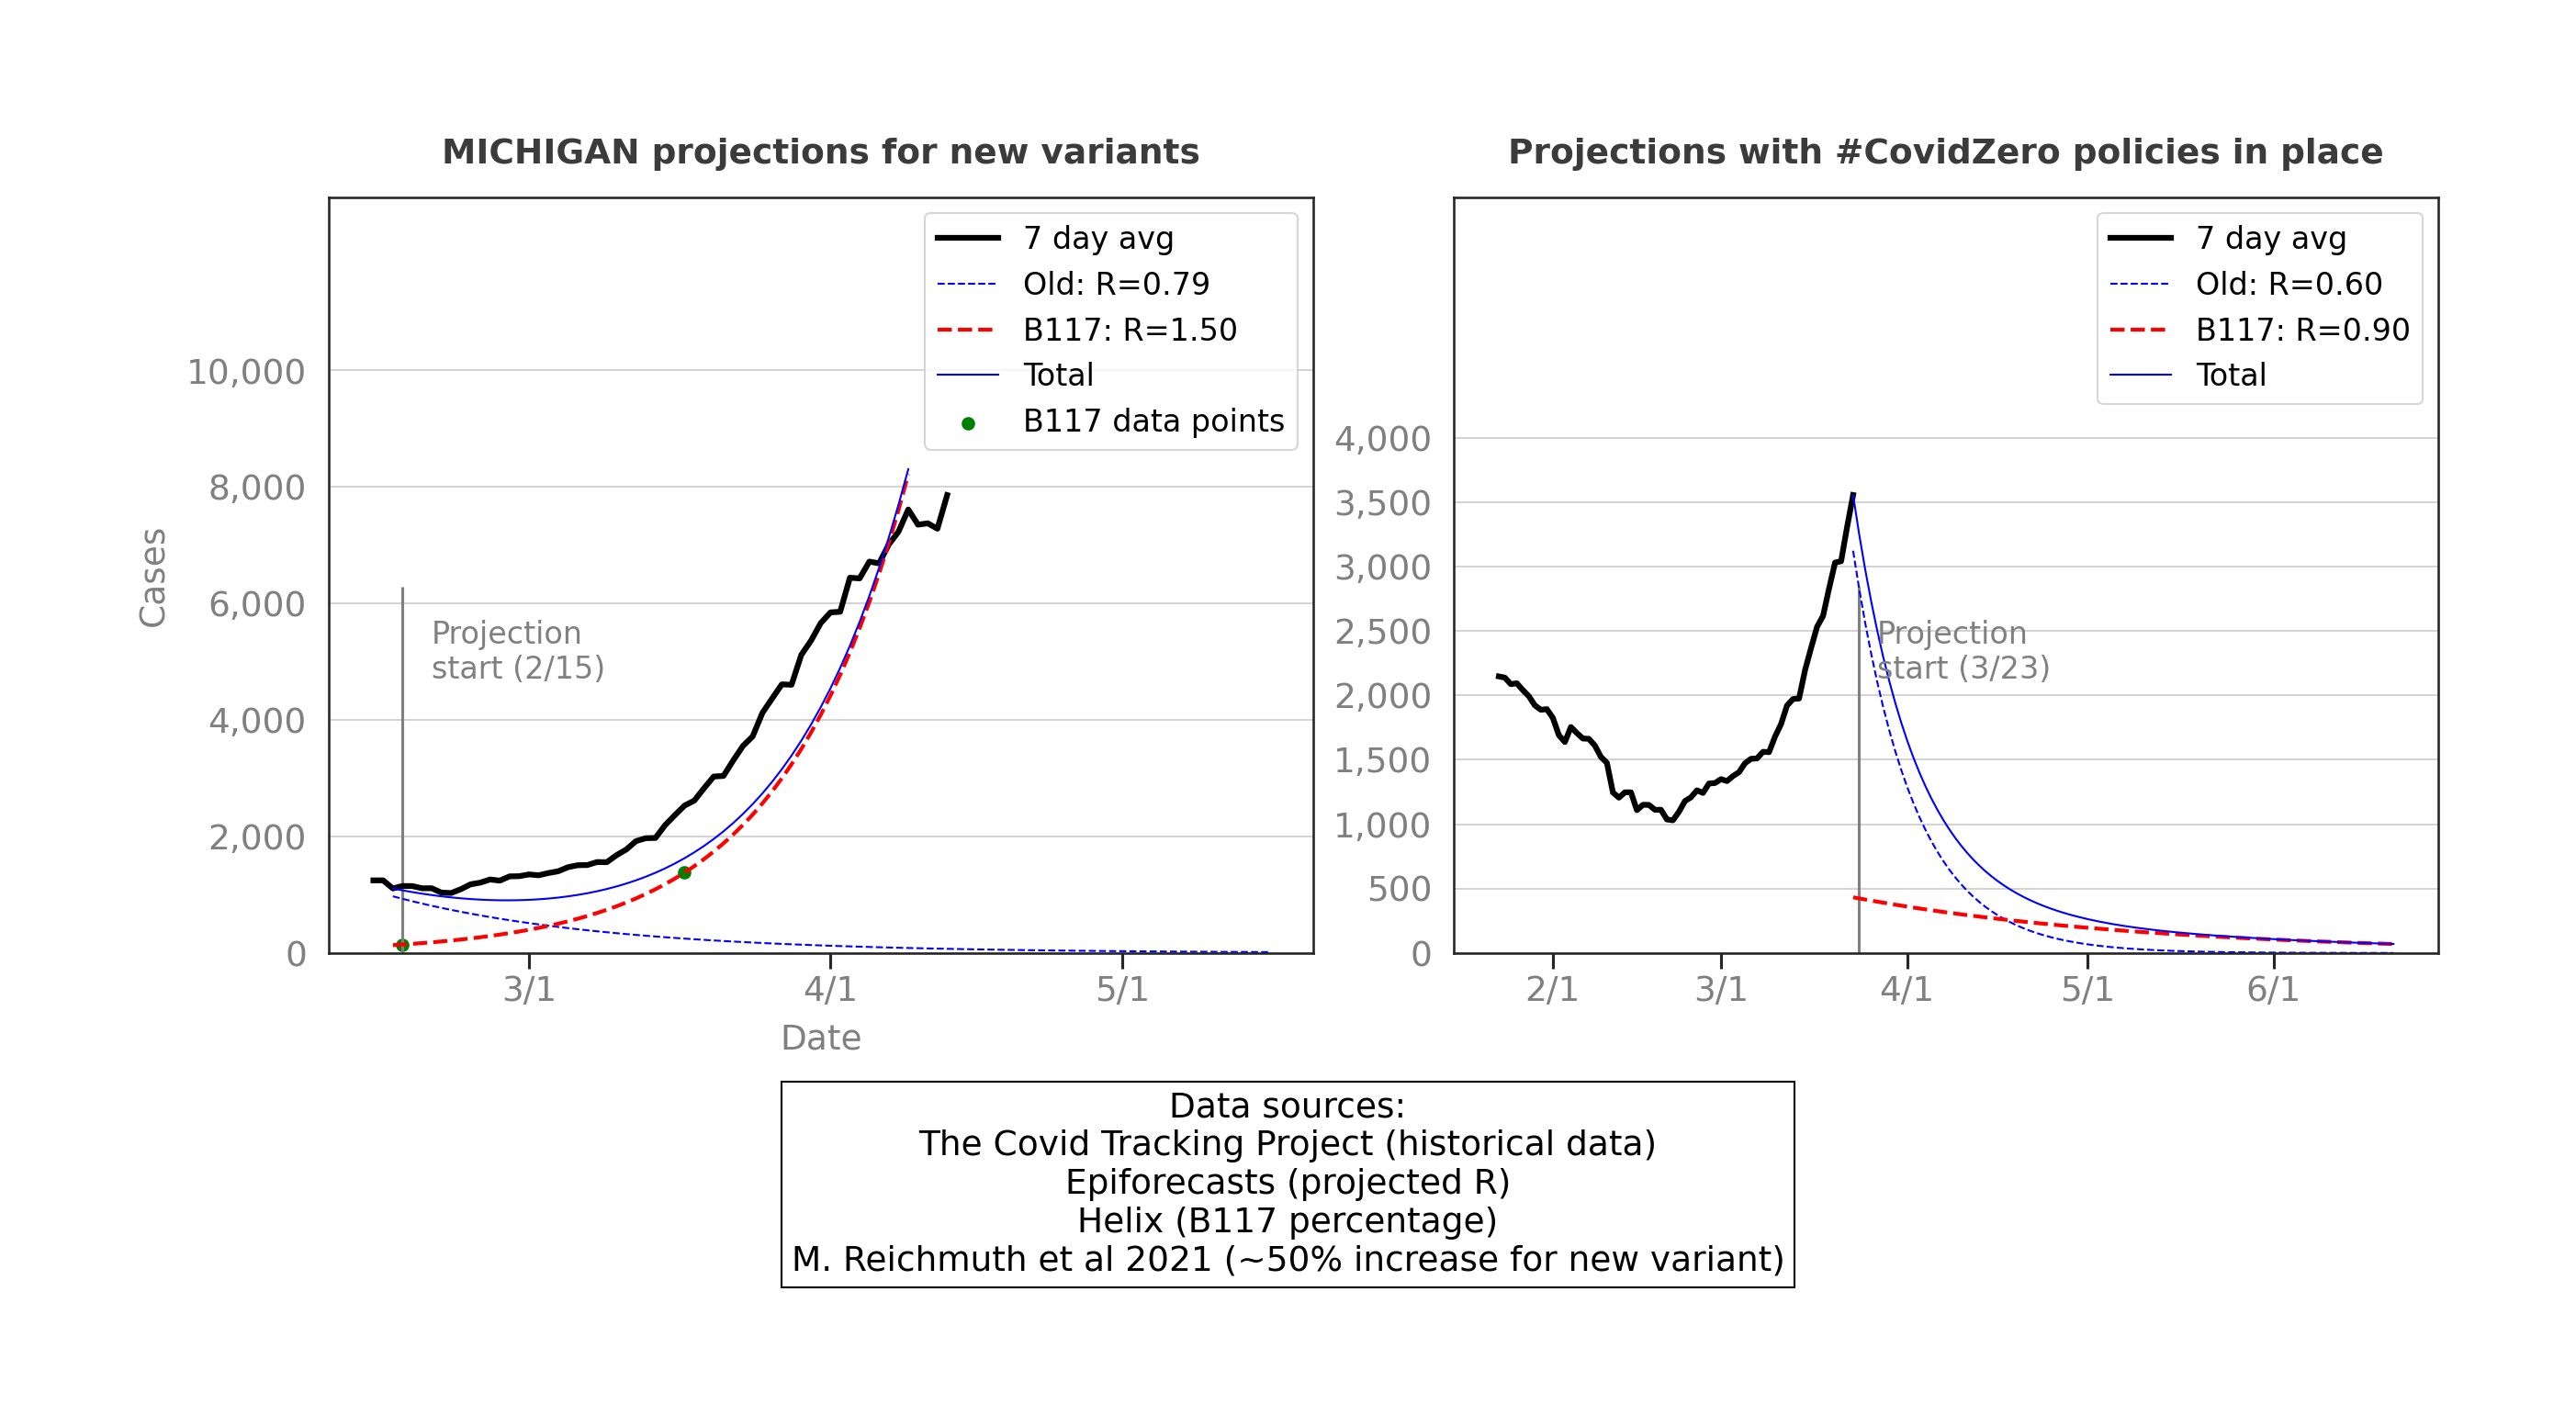 MICHIGAN projections for new variants
7 day avg
Old: R=0.79
B117: R=1.50
Total
B117 data points
10,000
8,000
6,000
4,000
2,000
0
Cases
Projection
start (2/15)
3/1
4/1
5/1
Date
Projections with #CovidZero policies in place
7 day avg
Old: R=0.60
B117: R=0.90
Total
4,000
3,500
3,000
2,500
2,000
1,500
1,000
500
0
Projection
start (3/23)
2/1
3/1
4/1
5/1
6/1
Data sources:
The Covid Tracking Project (historical data)
Epiforecasts (projected R)
Helix (B117 percentage)
M. Reichmuth et al 2021 (~50% increase for new variant)